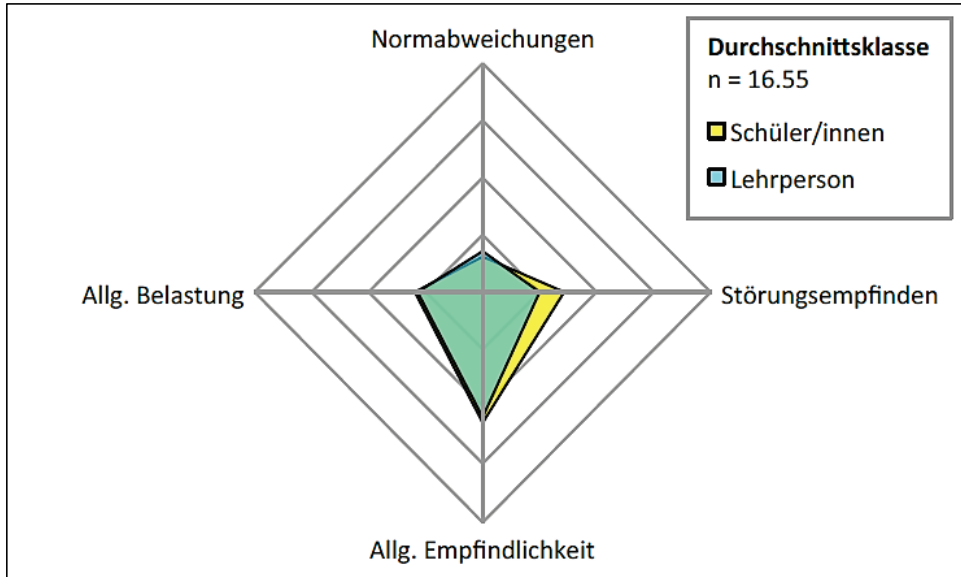 Normabweichungen
Durchschnittsklasse
n = 16.55
Schüler/innen
Lehrperson
Allg. Belastung
Störungsempfinden
Allg. Empfindlichkeit